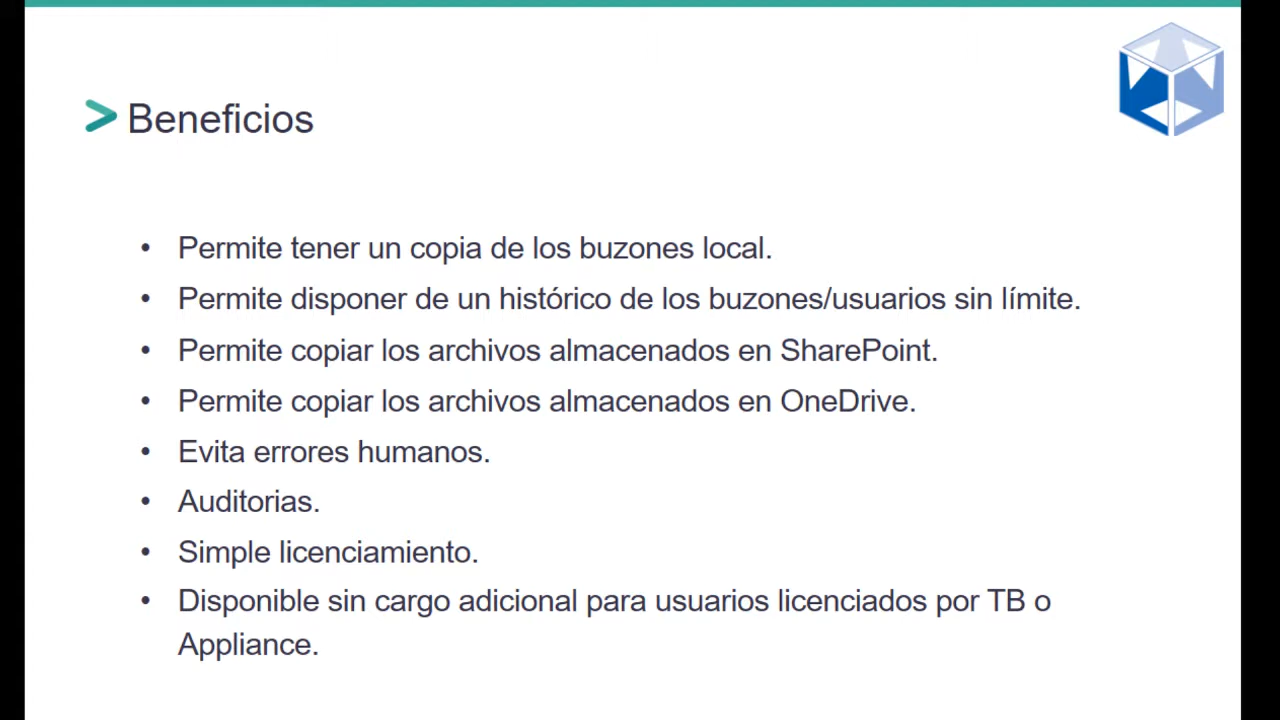 > Beneficios
• Permite tener un copia de los buzones local.
• Permite disponer de un histórico de los buzones/usuarios sin límite.
• Permite copiar los archivos almacenados en SharePoint.
• Permite copiar los archivos almacenados en OneDrive.
• Evita errores humanos.
• Auditorias.
• Simple licenciamiento.
• Disponible sin cargo adicional para usuarios licenciados por TB o
Appliance.